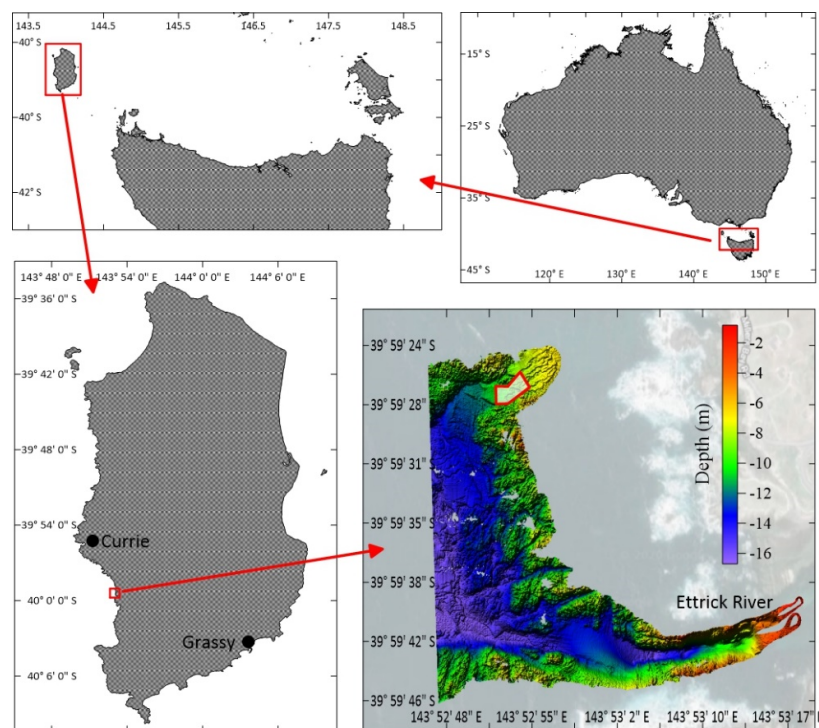 143.5 144.5 145.5 146.5 147.5 148.5
40° S
40° S
42° S
15° S
25° S
35° S
45° S
120° E 130° E 140° E 150° E
143° 48' 0" E 143° 54' 0" E 144° 0' 0" E 144° 6' 0" E
39° 36' 0" S
39° 42' 0" S
39° 48' 0" S
39° 54' 0" S
40° 0' 0" S
40° 6' 0" S
Currie
Grassy
39° 59' 24" S
39° 59' 28" S
39° 59' 31" S
39° 59' 35" S
39° 59' 38" S
39° 59' 42" S
39° 59' 46" S
143° 52' 48" E 143° 52' 55" E 143° 53' 2" E 143° 53' 10" E 143° 53' 17"
Depth (m)
-2
-4
-6
-8
-10
-12
-14
-16
Ettrick River